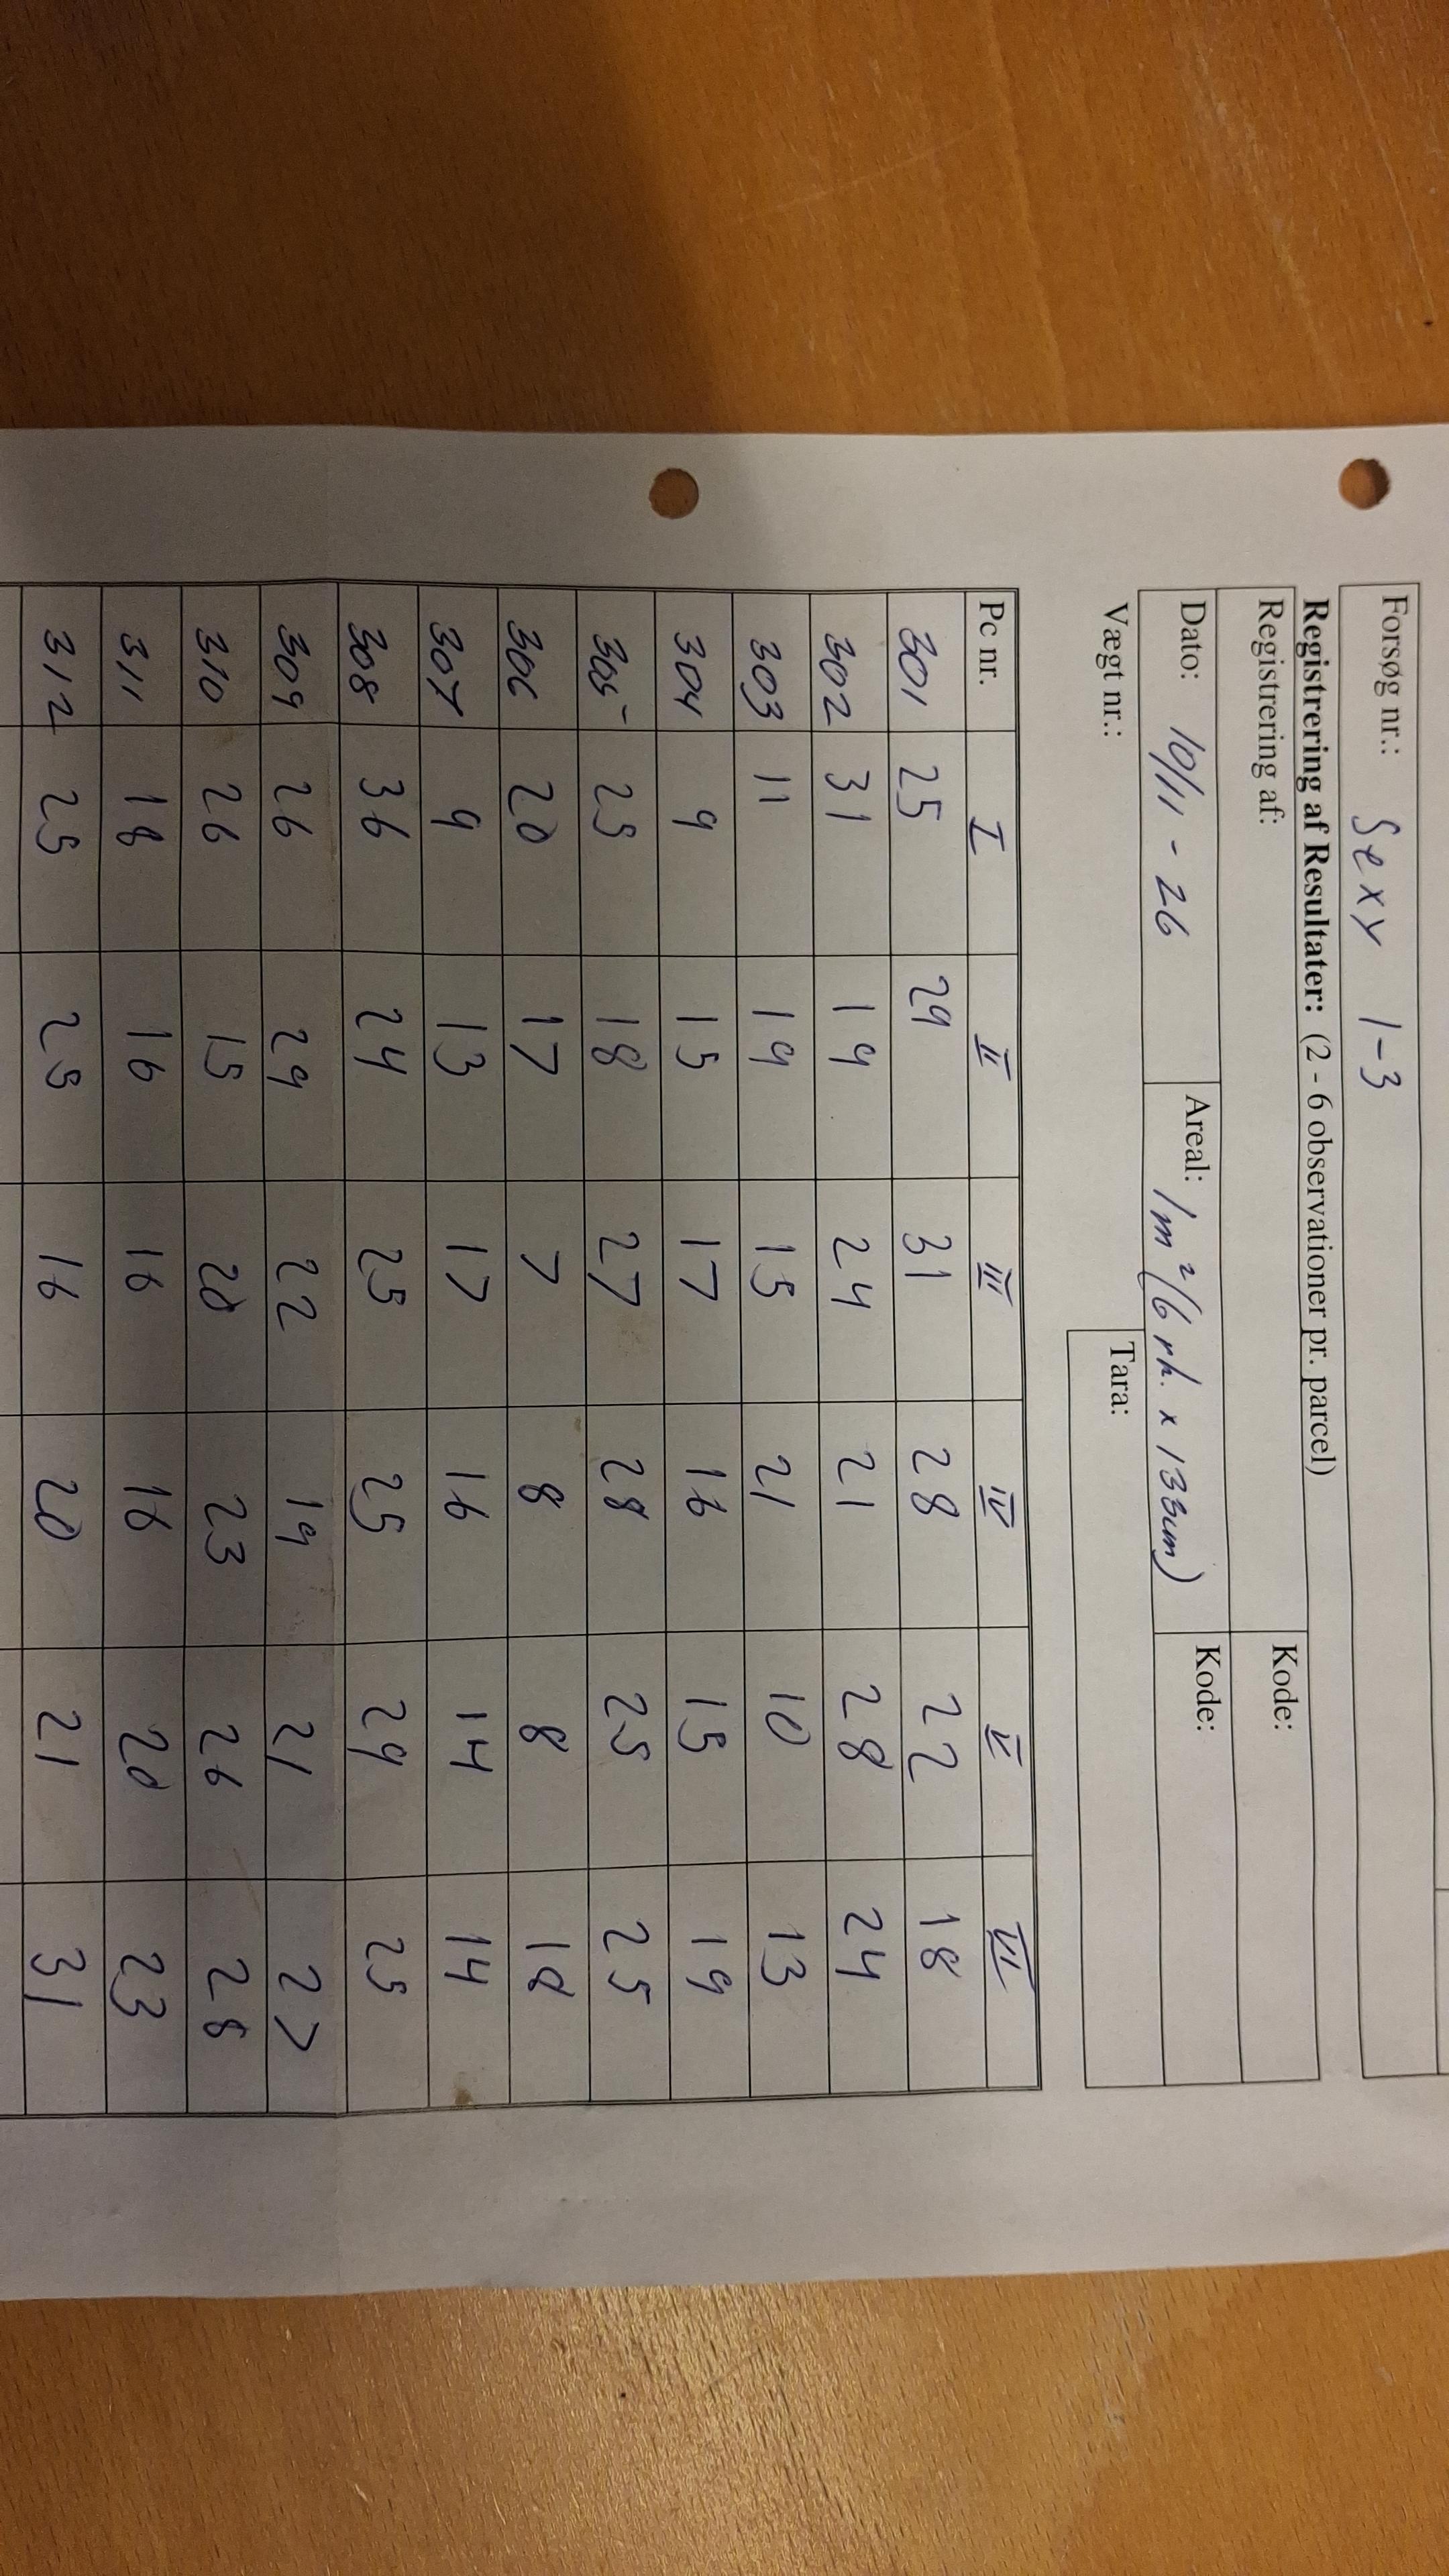 Forsøg nr.: Sexy 1-3
Registrering af Resultater: (2 - 6 observationer pr. parcel)
Registrering af: Kode:
Dato: 10/11 - 26 Areal: 1m² (6 rk. x 133cm) Kode:
Vægt nr.: Tara:
Pc nr. I II III IV V VI
301 25 29 31 28 22 18
302 31 19 24 21 28 24
303 11 19 15 21 10 13
304 9 15 17 16 15 19
305 25 18 27 28 25 25
306 20 17 7 8 8 18
307 9 13 17 16 14 14
308 36 24 25 25 29 25
309 26 29 22 19 21 27
310 26 15 20 23 26 28
311 18 16 16 16 20 23
312 25 25 16 20 21 31